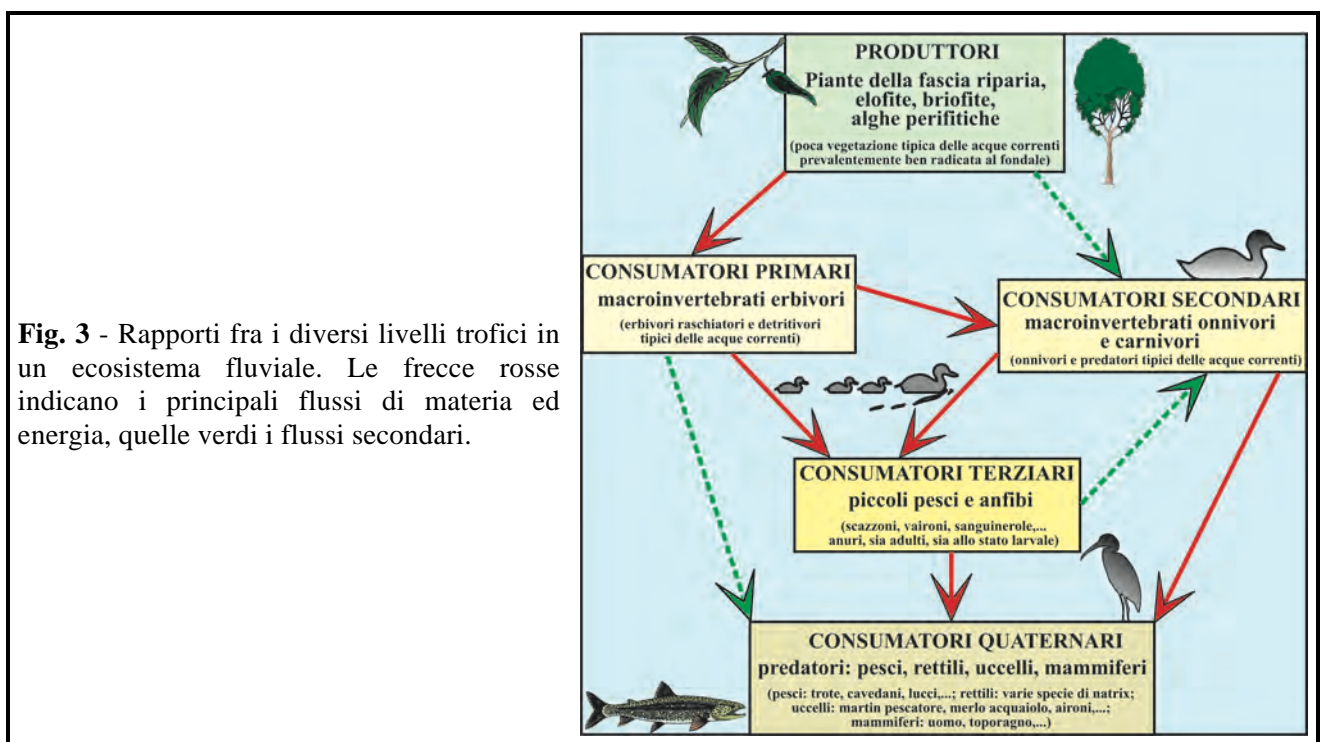 Fig. 3 - Rapporti fra i diversi livelli trofici in
un ecosistema fluviale. Le frecce rosse
indicano i principali flussi di materia ed
energia, quelle verdi i flussi secondari.
PRODUTTORI
Piante della fascia riparia,
elofite, briofite,
alghe perifitiche
(poca vegetazione tipica delle acque correnti
prevalentemente ben radicata al fondale)
CONSUMATORI PRIMARI
macroinvertebrati erbivori
(erbivori raschiatori e detritivori
tipici delle acque correnti)
CONSUMATORI SECONDARI
macroinvertebrati onnivori
e carnivori
(onnivori e predatori tipici delle acque correnti)
CONSUMATORI TERZIARI
piccoli pesci e anfibi
(scazzoni, vaironi, sanguinerole,...
anuri, sia adulti, sia allo stato larvale)
CONSUMATORI QUATERNARI
predatori: pesci, rettili, uccelli, mammiferi
(pesci: trote, cavedani, lucci,...; rettili: varie specie di natrix;
uccelli: martin pescatore, merlo acquaiolo, aironi,...;
mammiferi: uomo, toporagno,...)